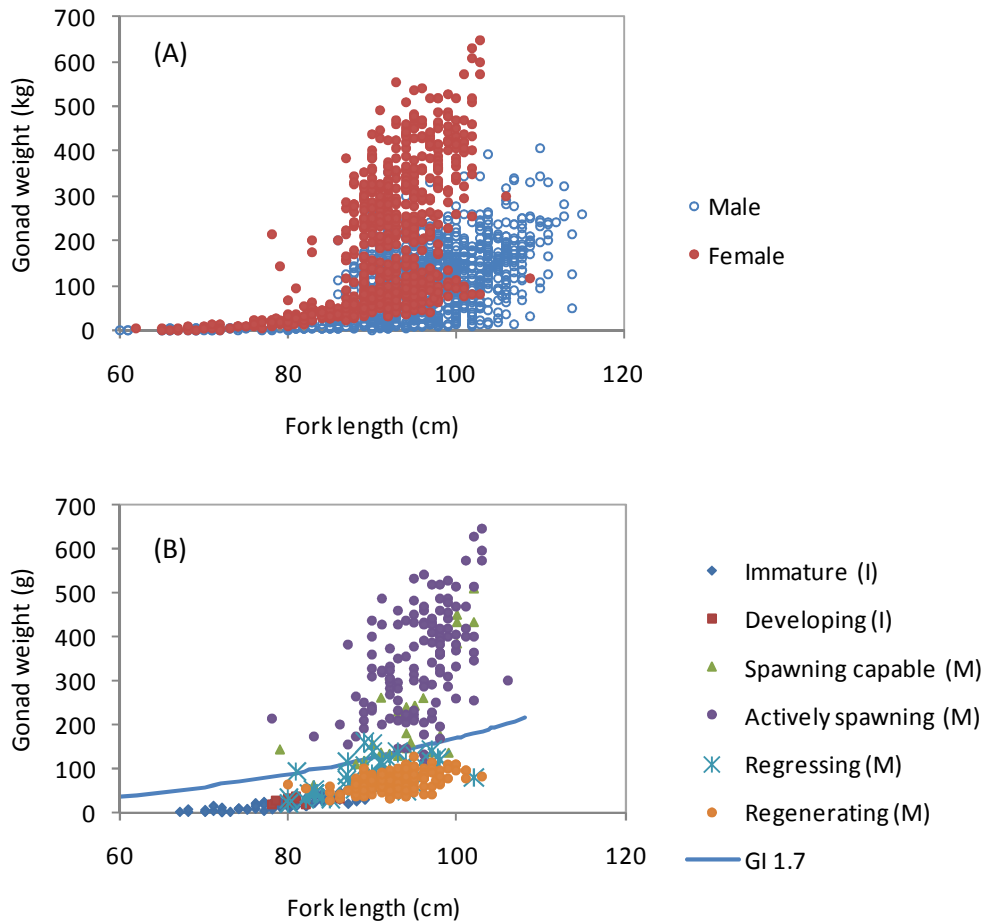 (A)
Gonad weight (kg)
700
600
500
400
300
200
100
0
60
80
100
120
Fork length (cm)
Male
Female
(B)
Gonad weight (g)
700
600
500
400
300
200
100
0
60
80
100
120
Fork length (cm)
Immature (I)
Developing (I)
Spawning capable (M)
Actively spawning (M)
Regressing (M)
Regenerating (M)
GI 1.7